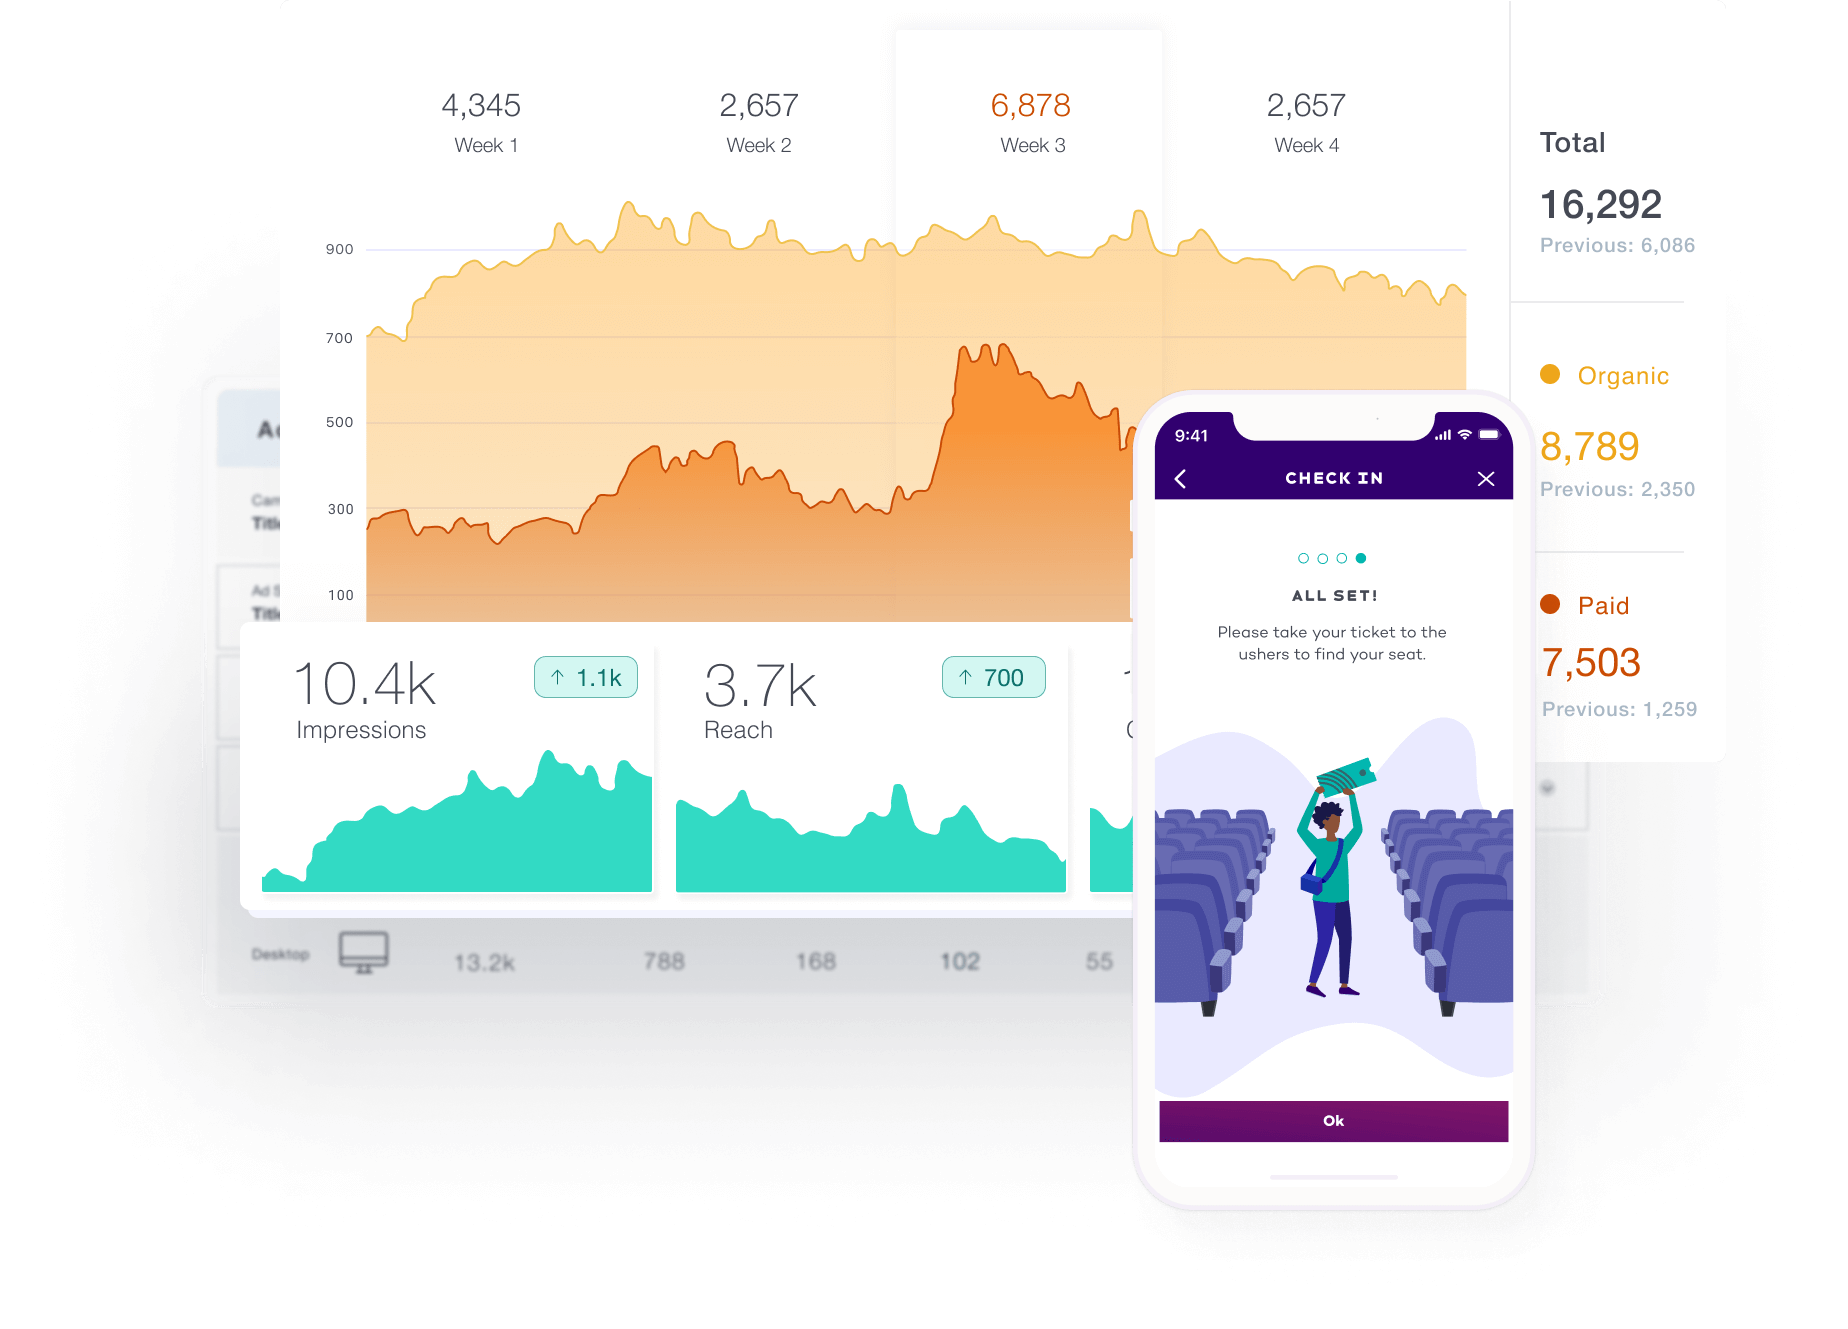 4,345
Week 1
2,657
Week 2
6,878
Week 3
2,657
Week 4
900
700
500
300
100
Total
16,292
Previous: 6,086
Organic
8,789
Previous: 2,350
Paid
7,503
Previous: 1,259
10.4k
↑ 1.1k
Impressions
3.7k
↑ 700
Reach
Desktop
13.2k
788
168
102
55
9:41
CHECK IN
ALL SET!
Please take your ticket to the
ushers to find your seat.
Ok